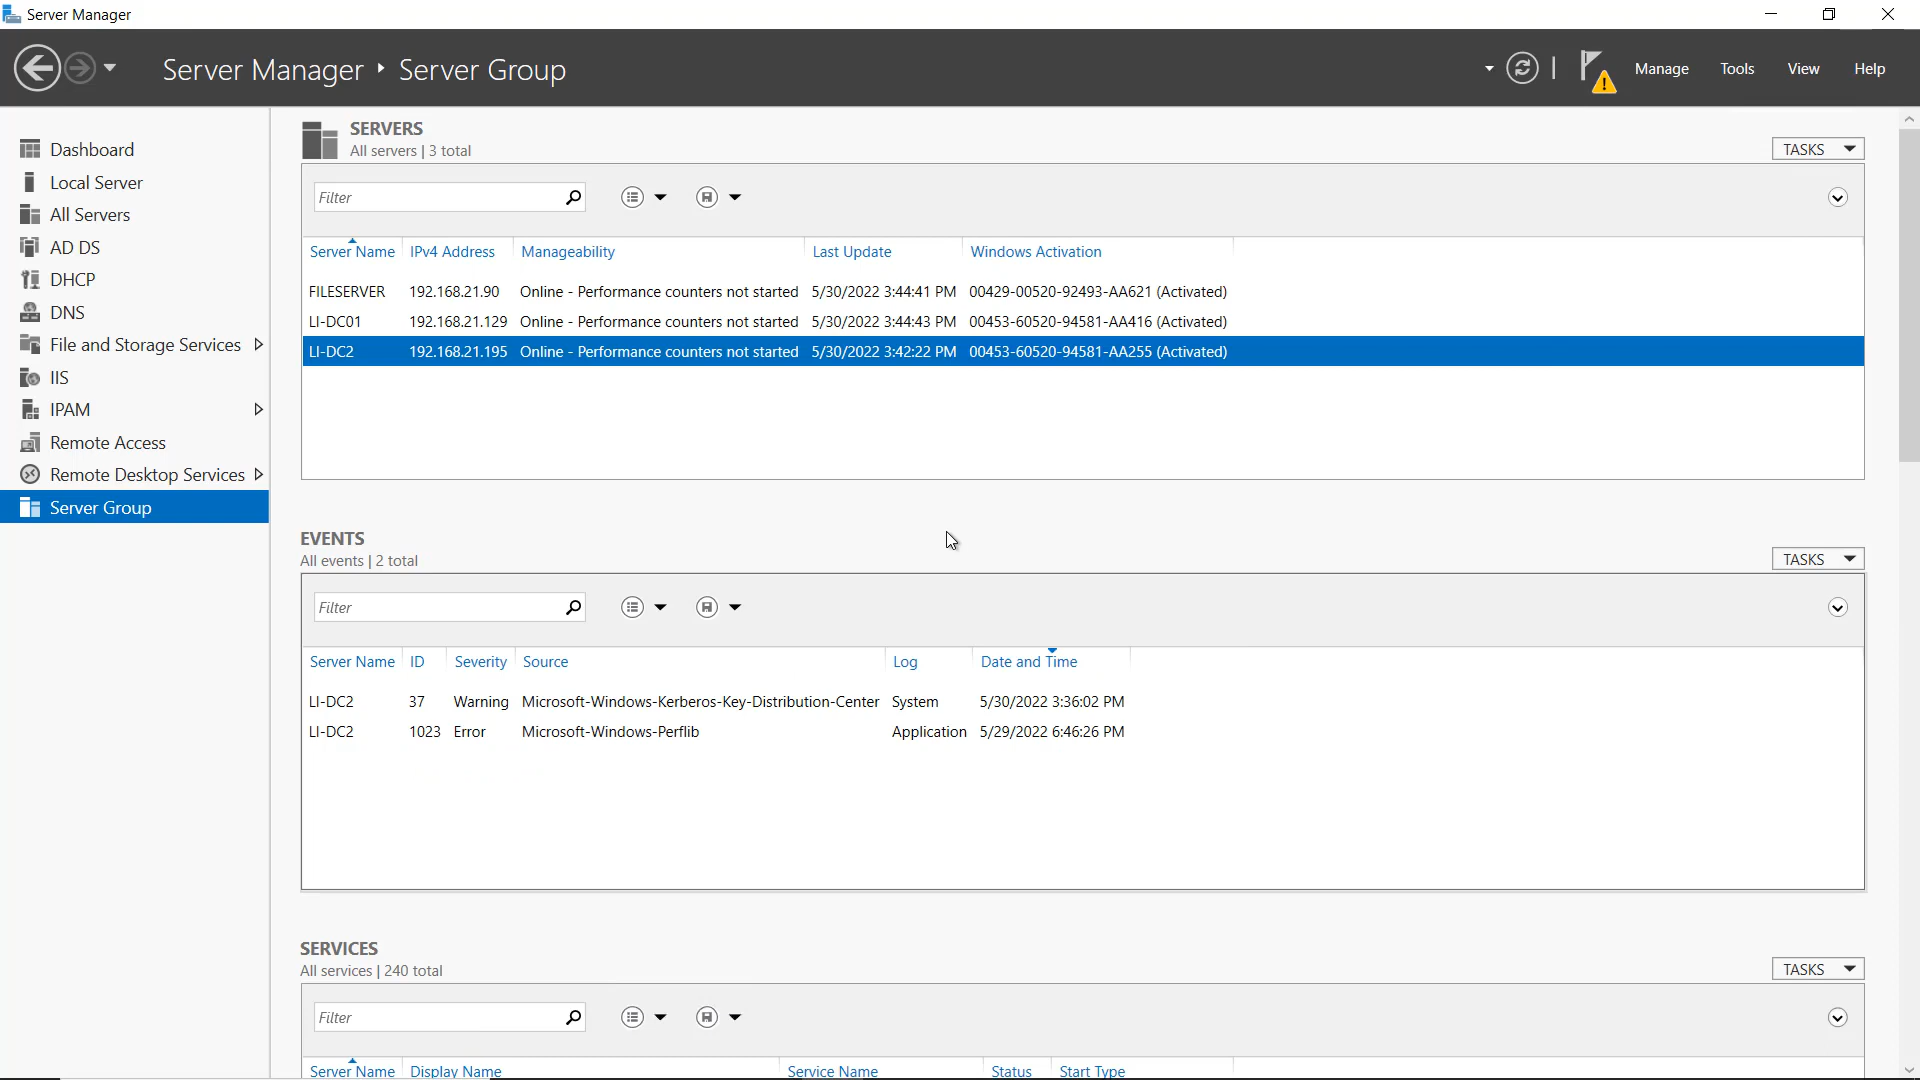 Server Manager
Server Manager ‣ Server Group
Manage
Tools
View
Help
Dashboard
Local Server
All Servers
AD DS
DHCP
DNS
File and Storage Services
IIS
IPAM
Remote Access
Remote Desktop Services
Server Group
SERVERS
All servers | 3 total
TASKS
Filter
Server Name IPv4 Address Manageability Last Update Windows Activation
FILESERVER 192.168.21.90 Online - Performance counters not started 5/30/2022 3:44:41 PM 00429-00520-92493-AA621 (Activated)
LI-DC01 192.168.21.129 Online - Performance counters not started 5/30/2022 3:44:43 PM 00453-60520-94581-AA416 (Activated)
LI-DC2 192.168.21.195 Online - Performance counters not started 5/30/2022 3:42:22 PM 00453-60520-94581-AA255 (Activated)
EVENTS
All events | 2 total
TASKS
Filter
Server Name ID Severity Source Log Date and Time
LI-DC2 37 Warning Microsoft-Windows-Kerberos-Key-Distribution-Center System 5/30/2022 3:36:02 PM
LI-DC2 1023 Error Microsoft-Windows-Perflib Application 5/29/2022 6:46:26 PM
SERVICES
All services | 240 total
TASKS
Filter
Server Name Display Name Service Name Status Start Type